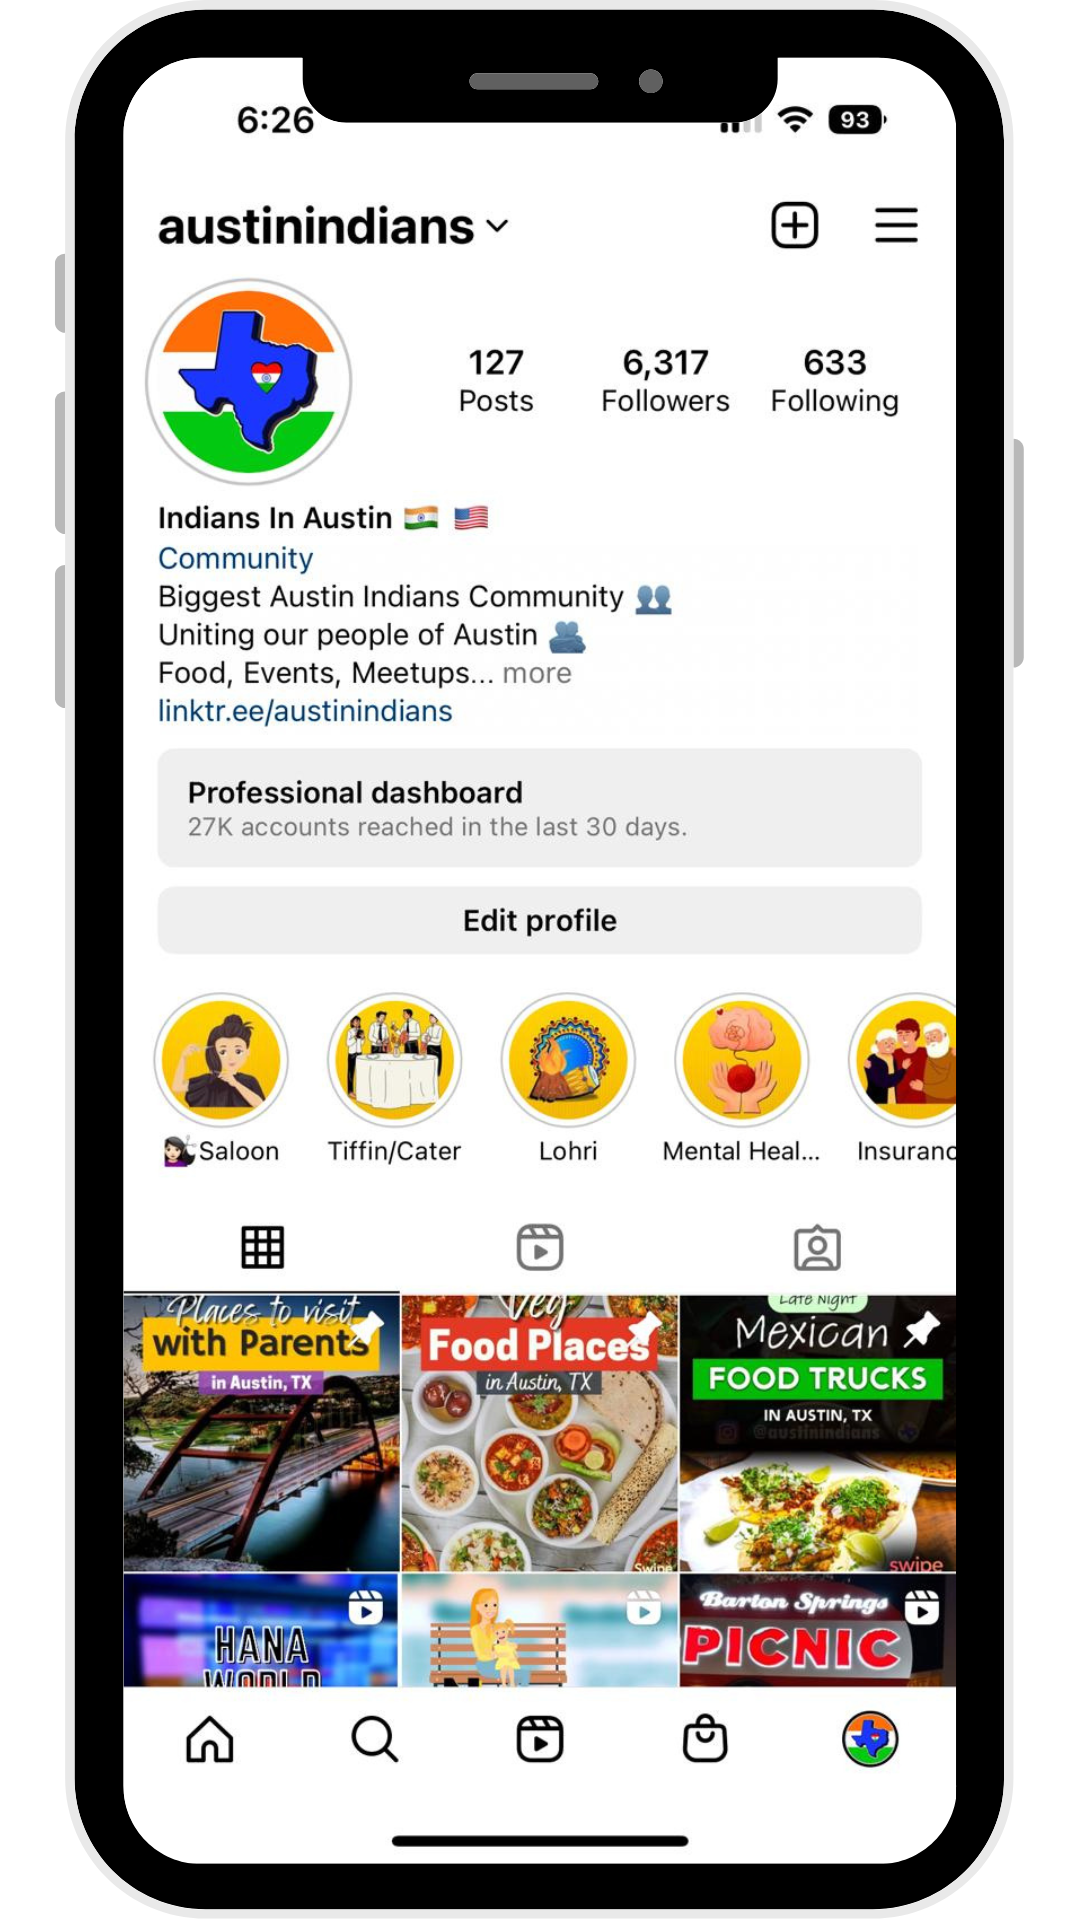 6:26
93
austinindians
127
Posts
6,317
Followers
633
Following
Indians In Austin 🇮🇳 🇺🇸
Community
Biggest Austin Indians Community 👥
Uniting our people of Austin 🫂
Food, Events, Meetups... more
linktr.ee/austinindians
Professional dashboard
27K accounts reached in the last 30 days.
Edit profile
💇🏻‍♀️Saloon
Tiffin/Cater
Lohri
Mental Heal...
Insuranc
Places to visit
with Parents
in Austin, TX
Veg
Food Places
in Austin, TX
Swipe
Late Night
Mexican
FOOD TRUCKS
IN AUSTIN, TX
@austinindians
swipe
HANA
WORLD
Barton Springs
PICNIC